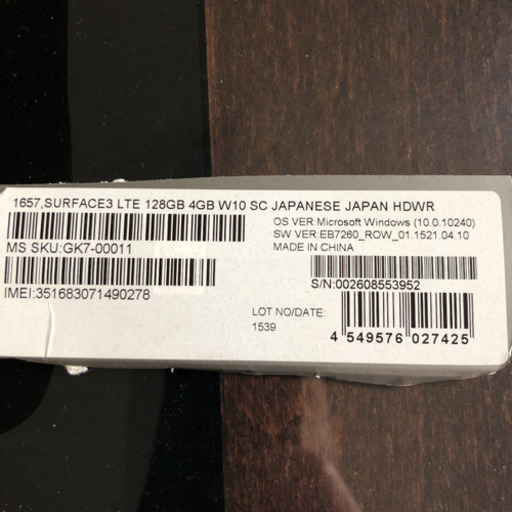 1657,SURFACE3 LTE 128GB 4GB W10 SC JAPANESE JAPAN HDWR
OS VER:Microsoft Windows (10.0.10240)
SW VER:EB7260_ROW_01.1521.04.10
MS SKU:GK7-00011
MADE IN CHINA
S/N:002608553952
IMEI:351683071490278
LOT NO/DATE:
1539
4 549576 027425